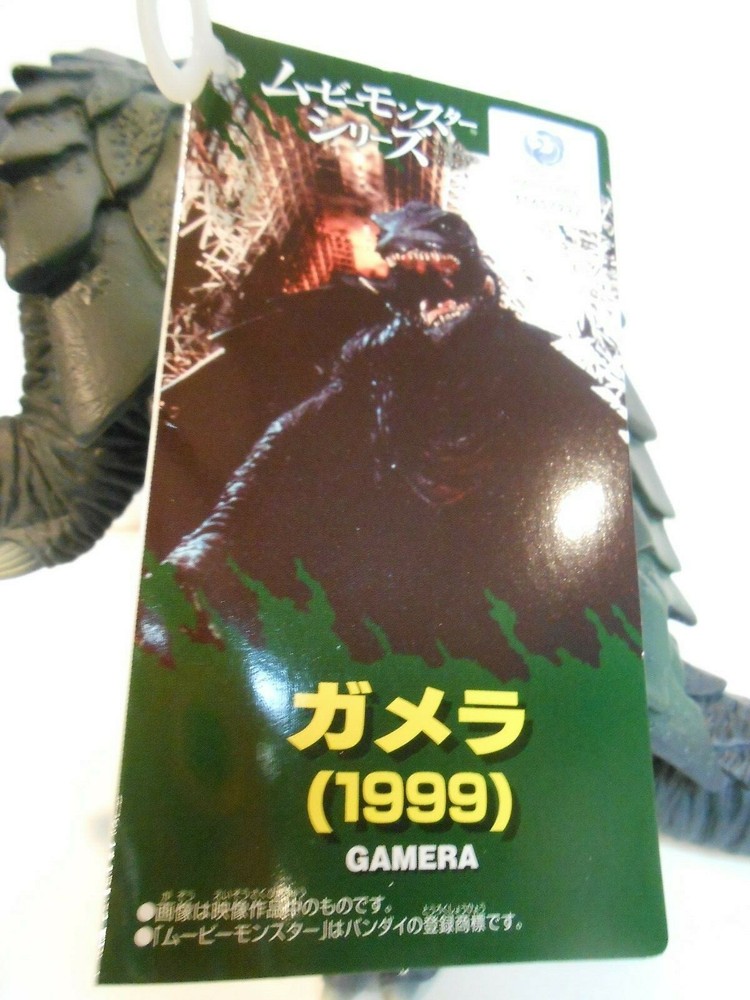 ムービーモンスター
シリーズ
ガメラ
(1999)
GAMERA
●画像は映像作品中のものです。
●「ムービーモンスター」はバンダイの登録商標です。